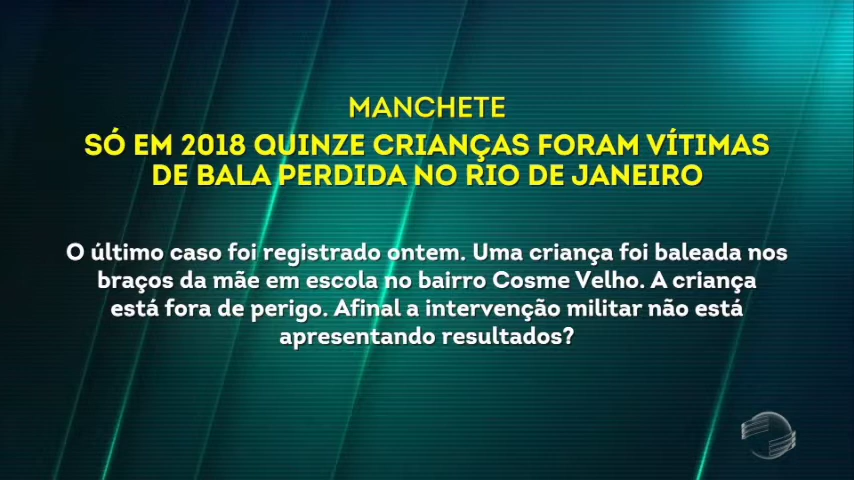 MANCHETE
SÓ EM 2018 QUINZE CRIANÇAS FORAM VÍTIMAS
DE BALA PERDIDA NO RIO DE JANEIRO
O último caso foi registrado ontem. Uma criança foi baleada nos
braços da mãe em escola no bairro Cosme Velho. A criança
está fora de perigo. Afinal a intervenção militar não está
apresentando resultados?